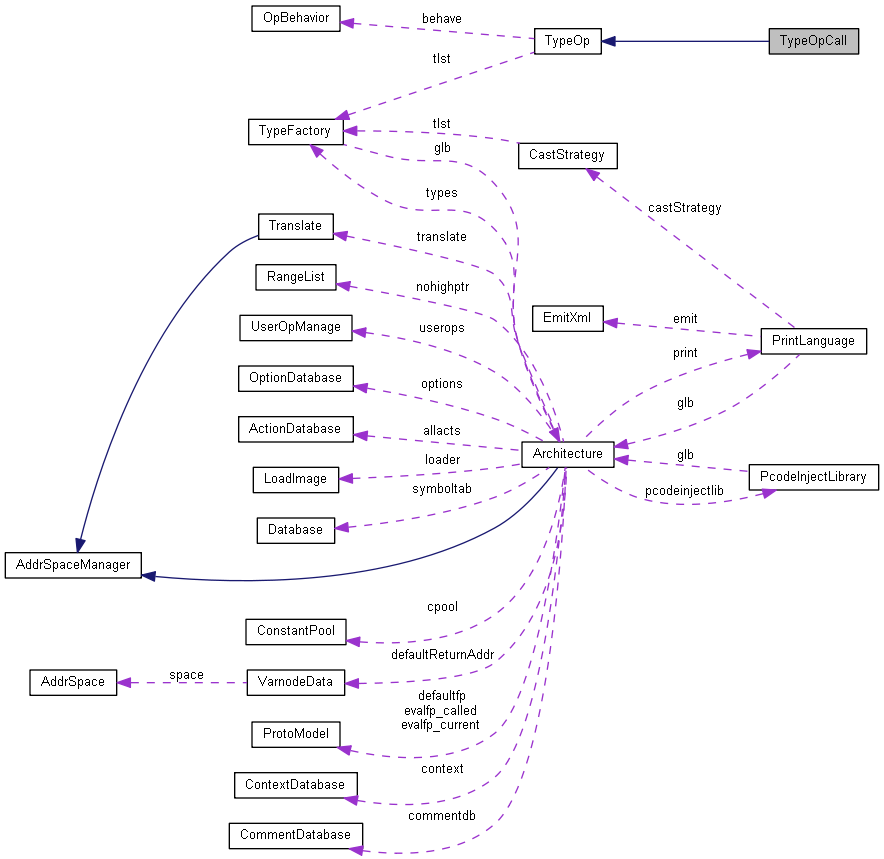 OpBehavior
behave
TypeOp
TypeOpCall
tlst
TypeFactory
tlst
glb
CastStrategy
types
castStrategy
Translate
translate
RangeList
nohighptr
EmitXml
emit
UserOpManage
userops
PrintLanguage
print
OptionDatabase
options
glb
ActionDatabase
allacts
Architecture
glb
loader
LoadImage
PcodeInjectLibrary
symboltab
pcodeinjectlib
Database
AddrSpaceManager
cpool
ConstantPool
defaultReturnAddr
AddrSpace
space
VarnodeData
defaultfp
evalfp_called
evalfp_current
ProtoModel
context
ContextDatabase
commentdb
CommentDatabase